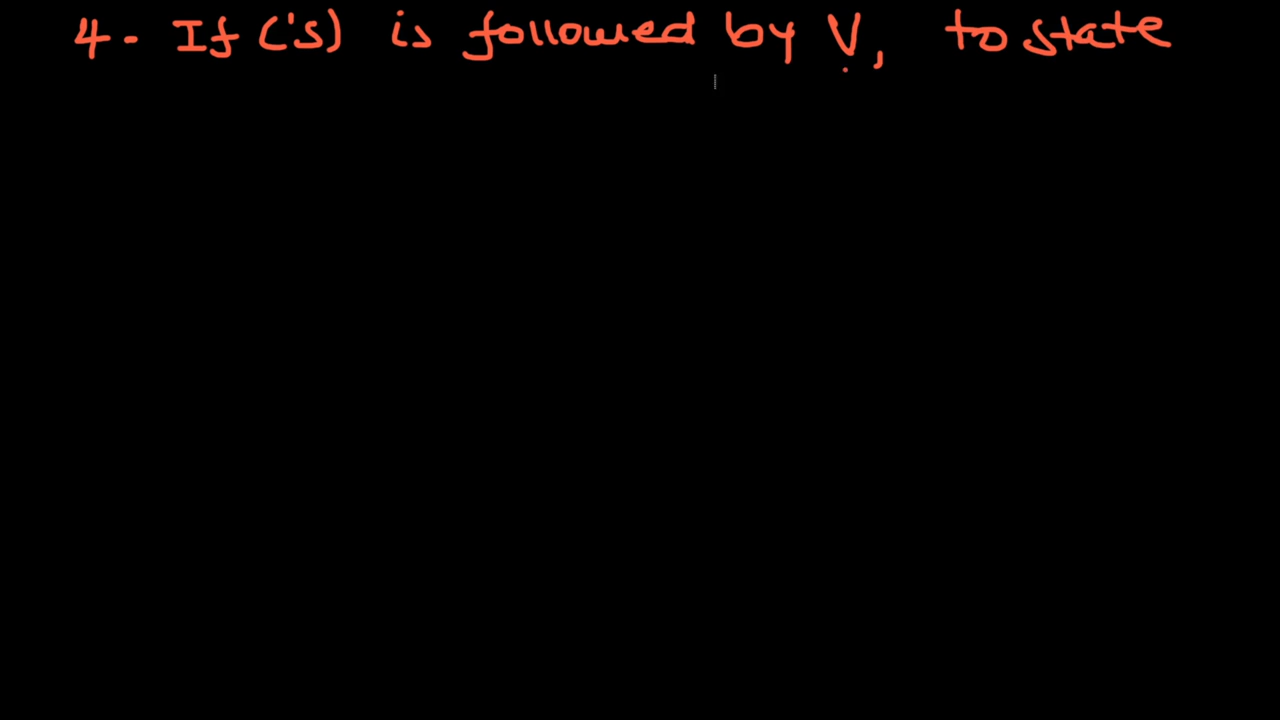 4- If ('s) is followed by V., to state